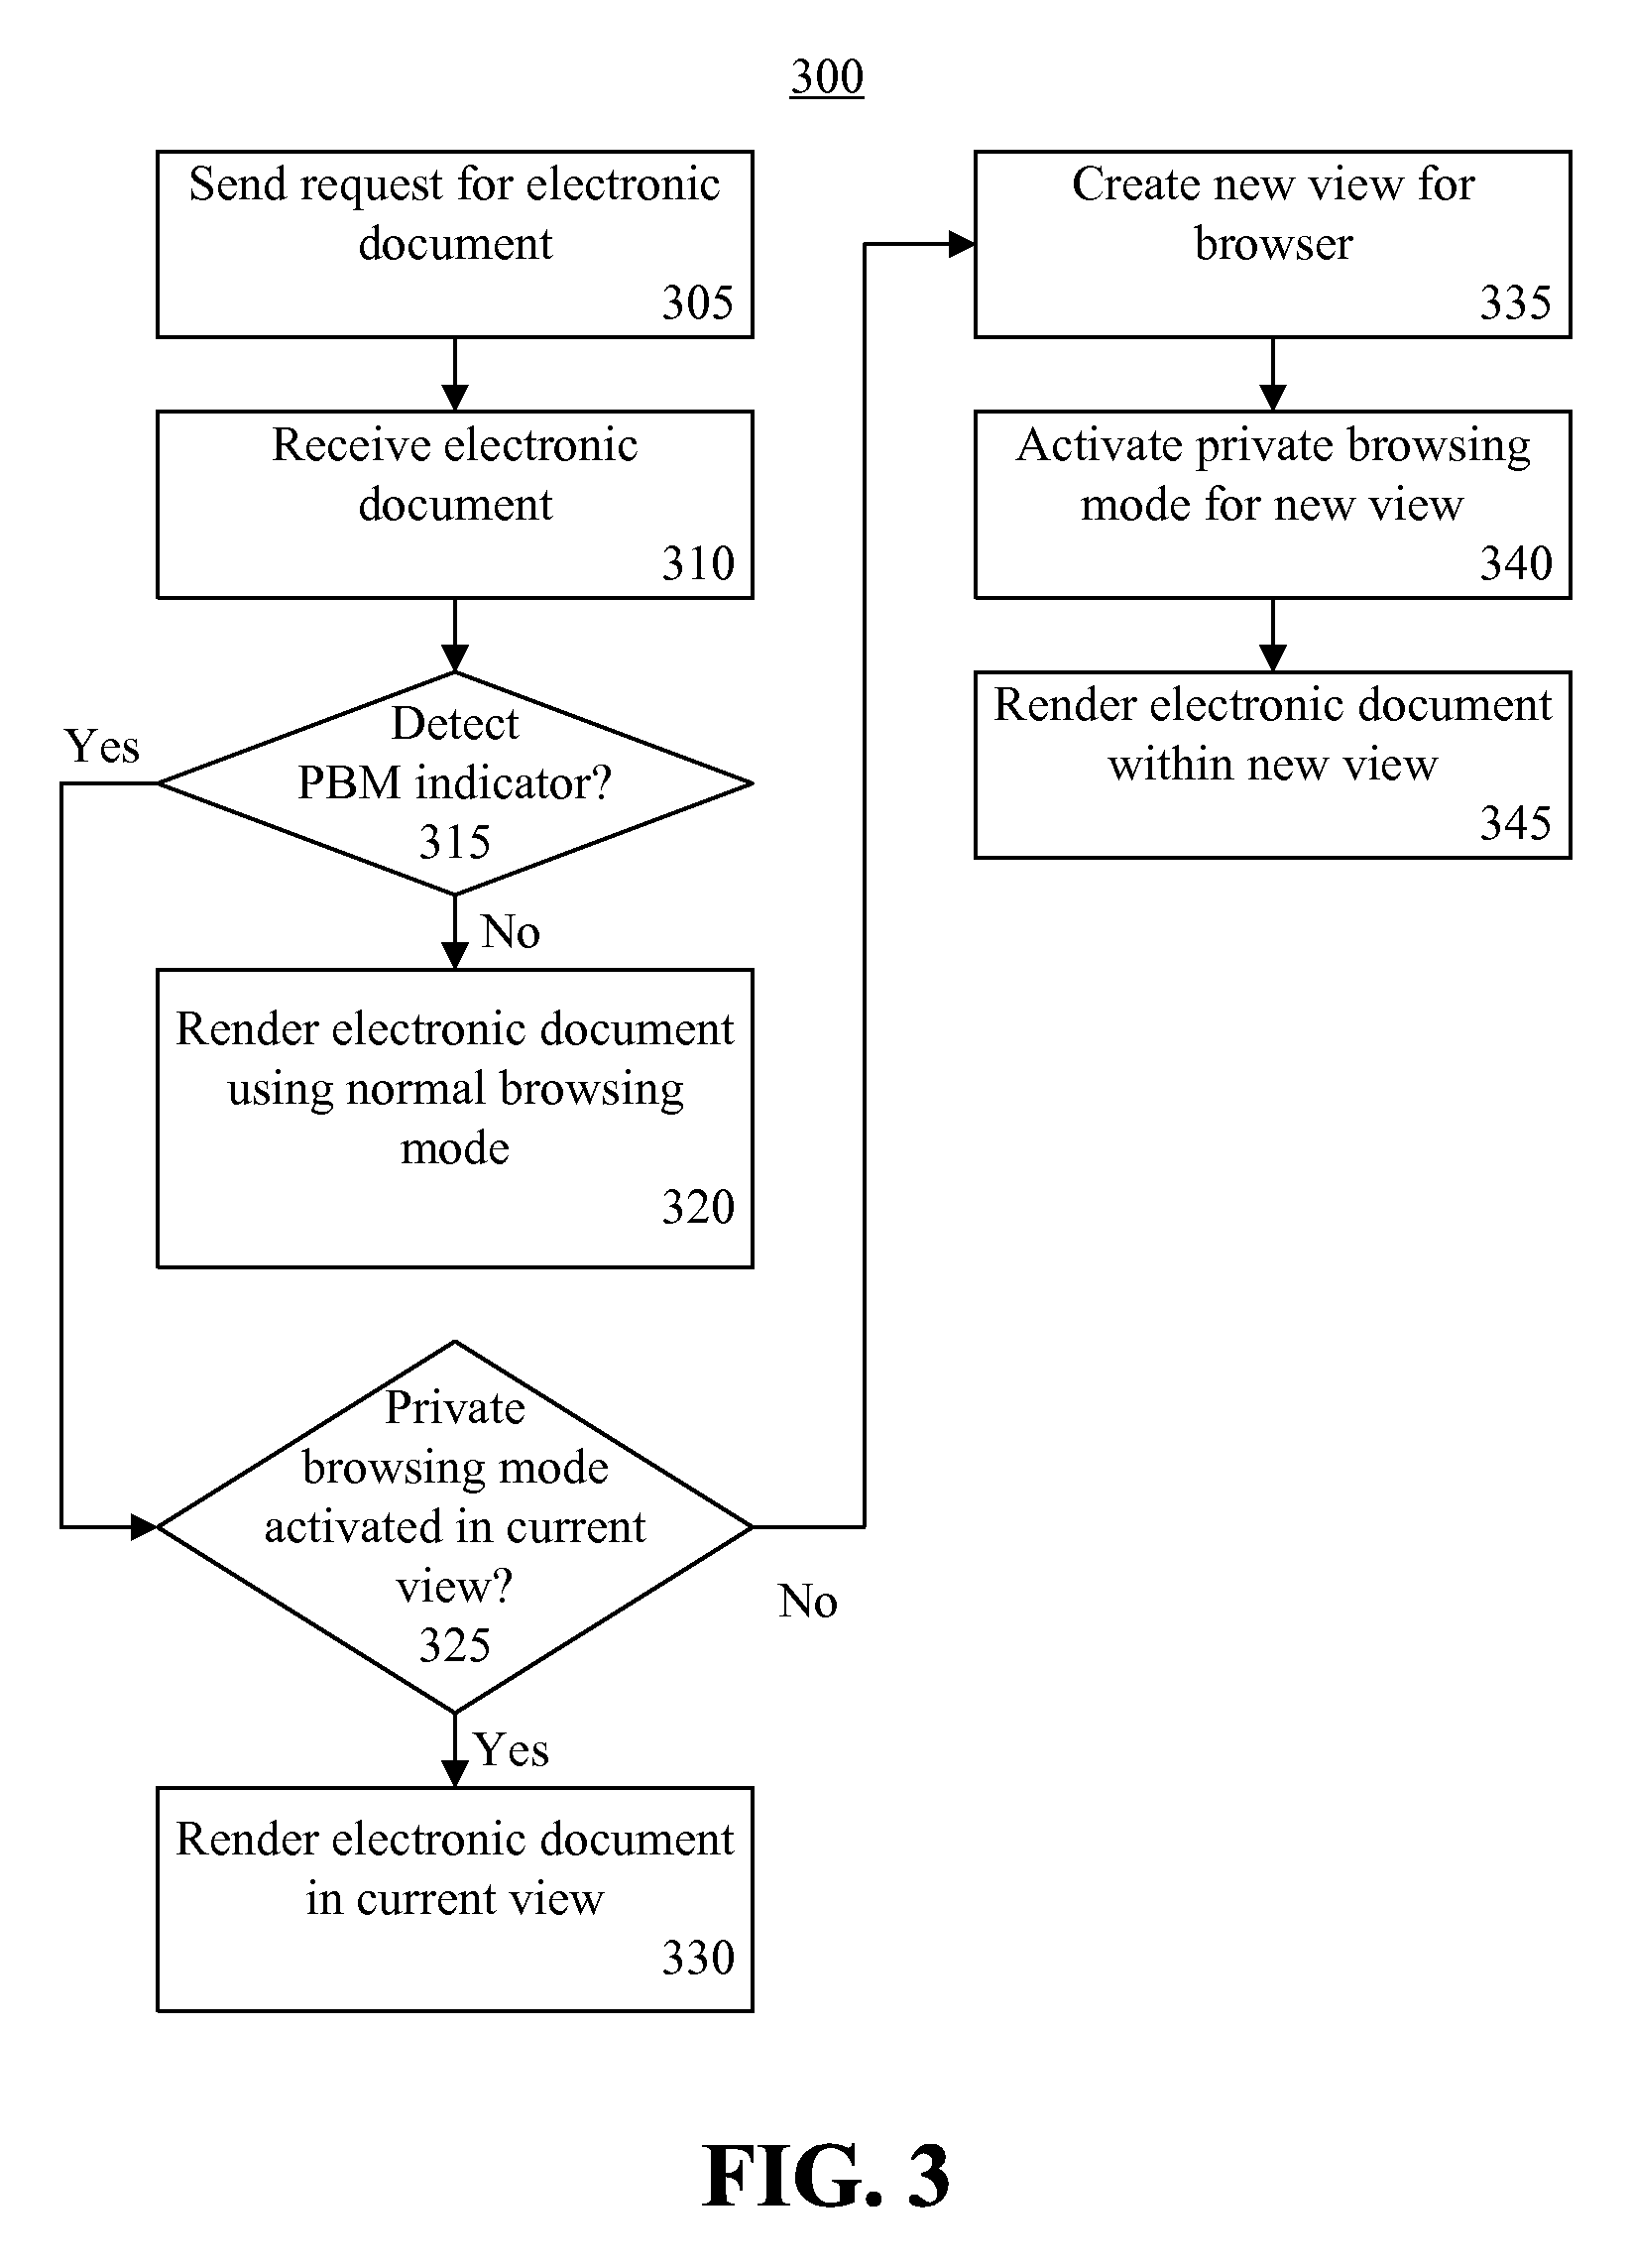 300
Send request for electronic
document
305
Receive electronic
document
310
Detect
PBM indicator?
315
Yes
No
Render electronic document
using normal browsing
mode
320
Private
browsing mode
activated in current
view?
325
No
Yes
Render electronic document
in current view
330
Create new view for
browser
335
Activate private browsing
mode for new view
340
Render electronic document
within new view
345
FIG. 3